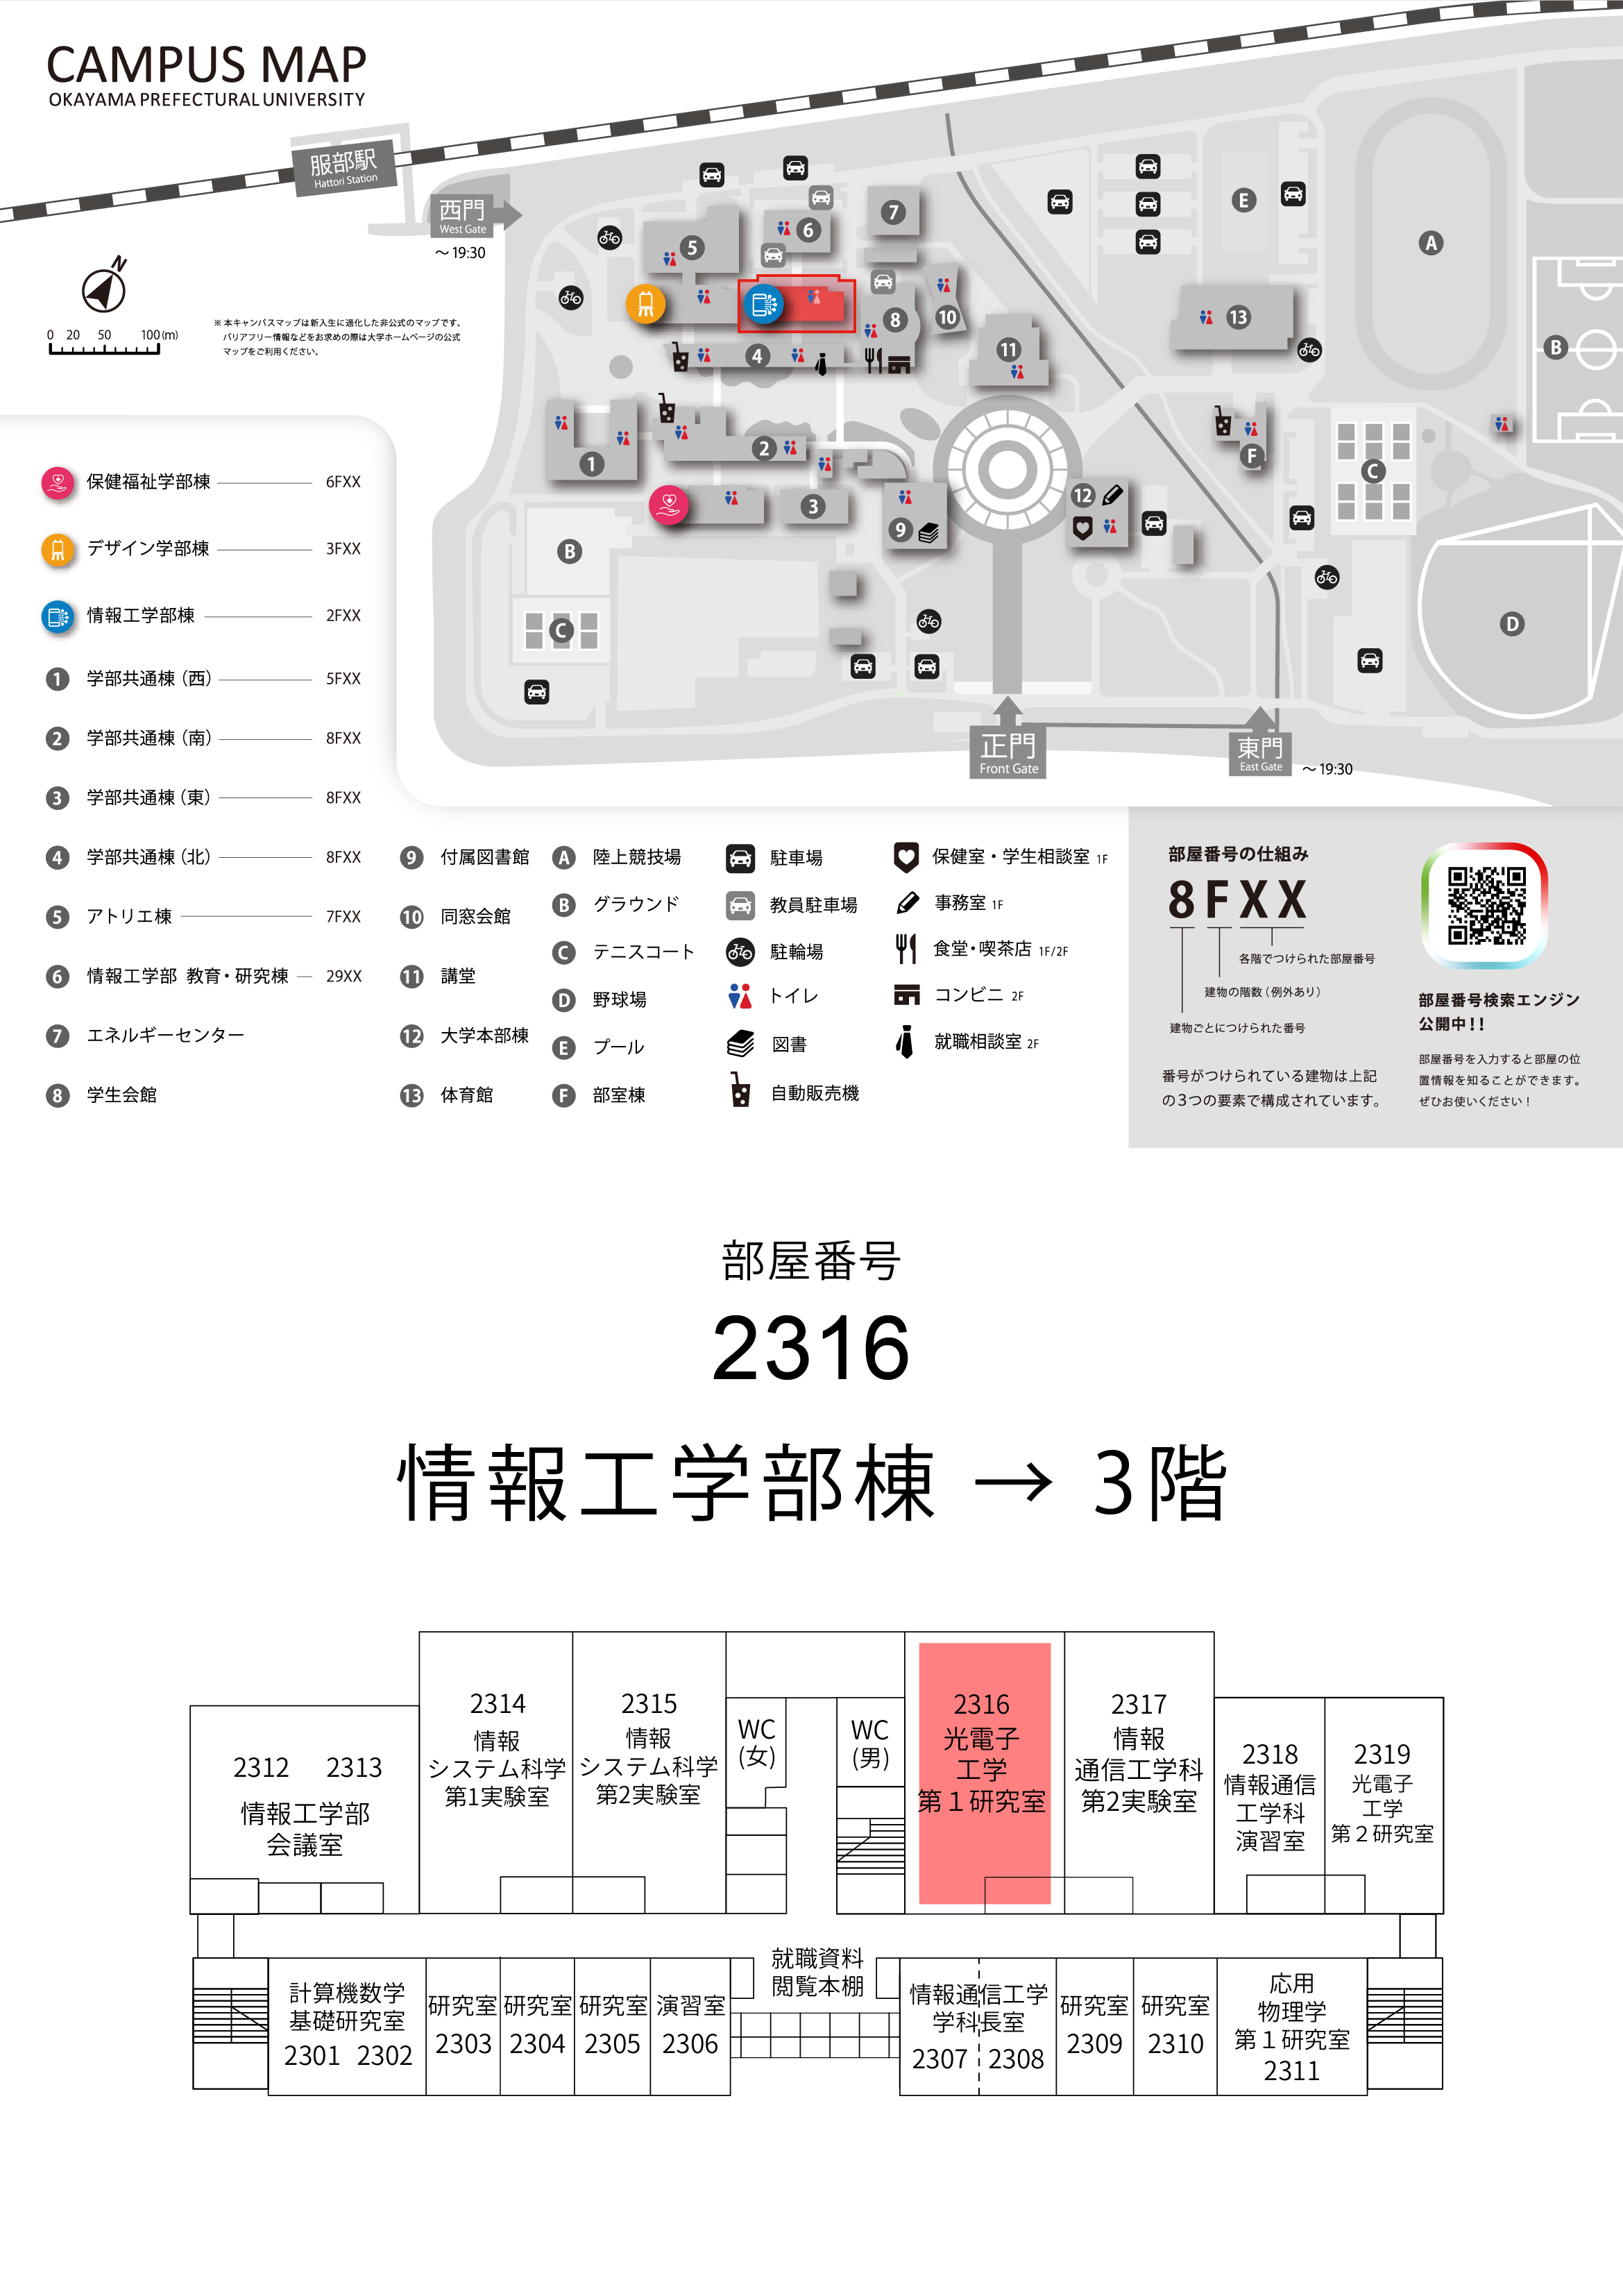 CAMPUS MAP
OKAYAMA PREFECTURAL UNIVERSITY
服部駅
Hattori Station
西門
West Gate
～19:30
N
0 20 50 100(m)
※ 本キャンパスマップは新入生に適化した非公式のマップです。
バリアフリー情報などをお求めの際は大学ホームページの公式
マップをご利用ください。
5
6
7
8
10
4
11
13
E
A
B
1
2
3
9
12
F
C
B
C
D
正門
Front Gate
東門
East Gate
～19:30
保健福祉学部棟 6FXX
デザイン学部棟 3FXX
情報工学部棟 2FXX
1 学部共通棟（西） 5FXX
2 学部共通棟（南） 8FXX
3 学部共通棟（東） 8FXX
4 学部共通棟（北） 8FXX
5 アトリエ棟 7FXX
6 情報工学部 教育・研究棟 29XX
7 エネルギーセンター
8 学生会館
9 付属図書館
10 同窓会館
11 講堂
12 大学本部棟
13 体育館
A 陸上競技場
B グラウンド
C テニスコート
D 野球場
E プール
F 部室棟
駐車場
教員駐車場
駐輪場
トイレ
図書
自動販売機
保健室・学生相談室 1F
事務室 1F
食堂・喫茶店 1F/2F
コンビニ 2F
就職相談室 2F
部屋番号の仕組み
8FXX
各階でつけられた部屋番号
建物の階数（例外あり）
建物ごとにつけられた番号
番号がつけられている建物は上記
の3つの要素で構成されています。
部屋番号検索エンジン
公開中!!
部屋番号を入力すると部屋の位
置情報を知ることができます。
ぜひお使いください！
部屋番号
2316
情報工学部棟 → 3階
2312 2313
情報工学部
会議室
2314
情報
システム科学
第1実験室
2315
情報
システム科学
第2実験室
WC
(女)
WC
(男)
2316
光電子
工学
第１研究室
2317
情報
通信工学科
第2実験室
2318
情報通信
工学科
演習室
2319
光電子
工学
第２研究室
計算機数学
基礎研究室
2301 2302
研究室
2303
研究室
2304
研究室
2305
演習室
2306
就職資料
閲覧本棚
情報通信工学
学科長室
2307 2308
研究室
2309
研究室
2310
応用
物理学
第１研究室
2311